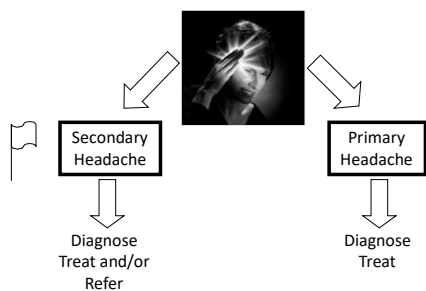 Secondary
Headache
Primary
Headache
Diagnose
Treat and/or
Refer
Diagnose
Treat